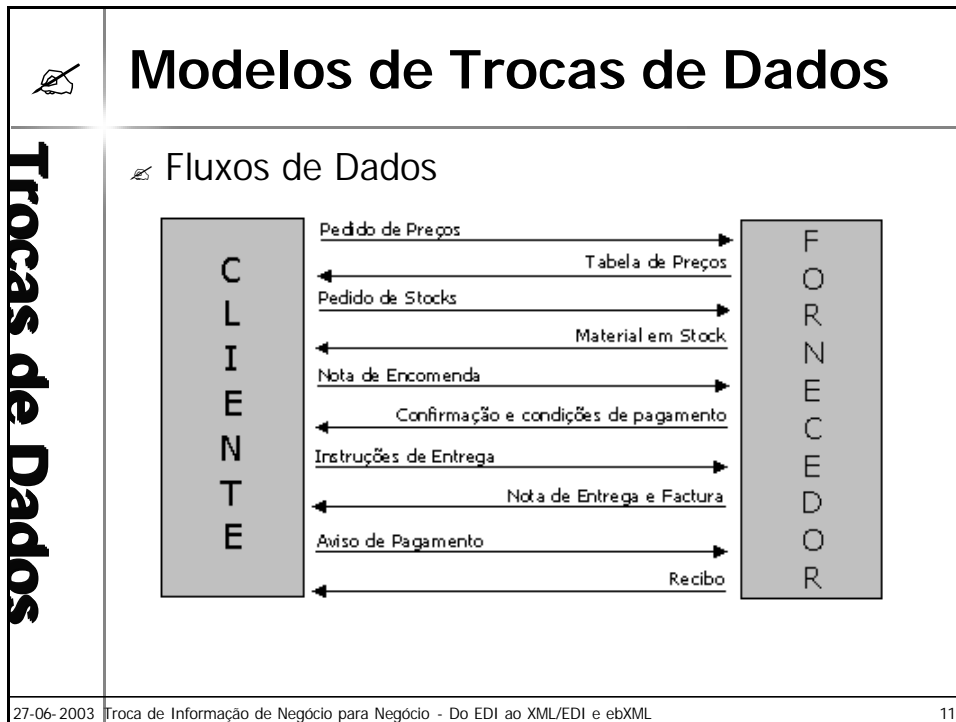 Modelos de Trocas de Dados
Trocas de Dados
Fluxos de Dados
CLIENTE
Pedido de Preços
Tabela de Preços
Pedido de Stocks
Material em Stock
Nota de Encomenda
Confirmação e condições de pagamento
Instruções de Entrega
Nota de Entrega e Factura
Aviso de Pagamento
Recibo
FORNECEDOR
27-06-2003 Troca de Informação de Negócio para Negócio - Do EDI ao XML/EDI e ebXML 11